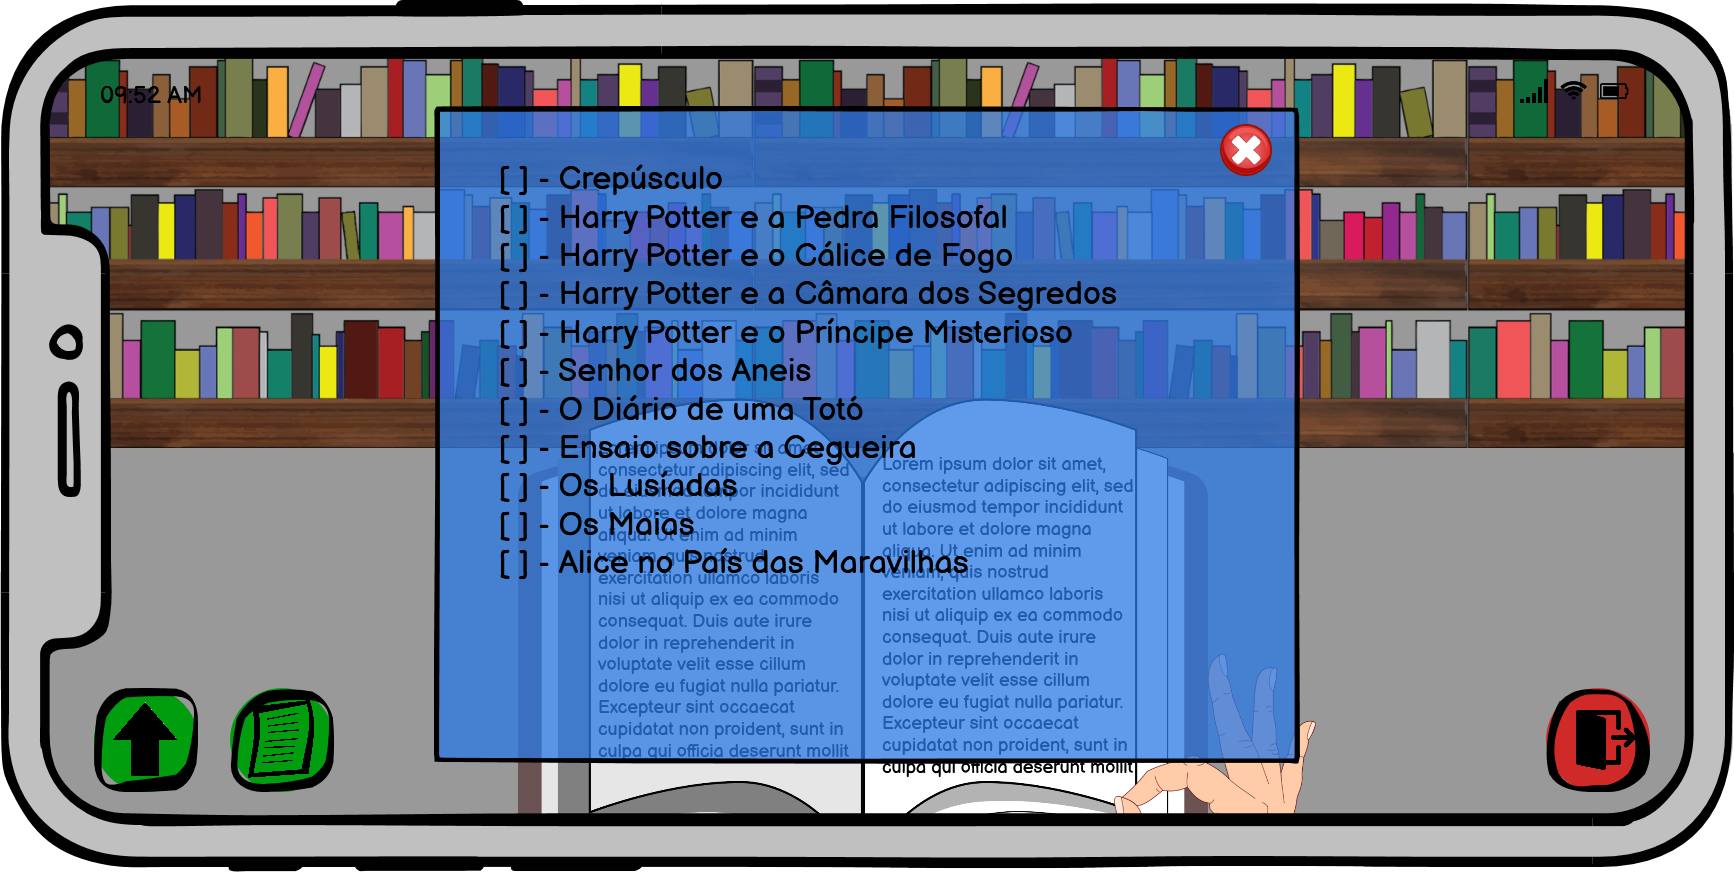 09:52 AM
[ ] - Crepúsculo
[ ] - Harry Potter e a Pedra Filosofal
[ ] - Harry Potter e o Cálice de Fogo
[ ] - Harry Potter e a Câmara dos Segredos
[ ] - Harry Potter e o Príncipe Misterioso
[ ] - Senhor dos Aneis
[ ] - O Diário de uma Totó
[ ] - Ensaio sobre a Cegueira
[ ] - Os Lusíadas
[ ] - Os Maias
[ ] - Alice no País das Maravilhas
Lorem ipsum dolor sit amet,
consectetur adipiscing elit, sed
do eiusmod tempor incididunt
ut labore et dolore magna
aliqua. Ut enim ad minim
veniam, quis nostrud
exercitation ullamco laboris
nisi ut aliquip ex ea commodo
consequat. Duis aute irure
dolor in reprehenderit in
voluptate velit esse cillum
dolore eu fugiat nulla pariatur.
Excepteur sint occaecat
cupidatat non proident, sunt in
culpa qui officia deserunt mollit
Lorem ipsum dolor sit amet,
consectetur adipiscing elit, sed
do eiusmod tempor incididunt
ut labore et dolore magna
aliqua. Ut enim ad minim
veniam, quis nostrud
exercitation ullamco laboris
nisi ut aliquip ex ea commodo
consequat. Duis aute irure
dolor in reprehenderit in
voluptate velit esse cillum
dolore eu fugiat nulla pariatur.
Excepteur sint occaecat
cupidatat non proident, sunt in
culpa qui officia deserunt mollit